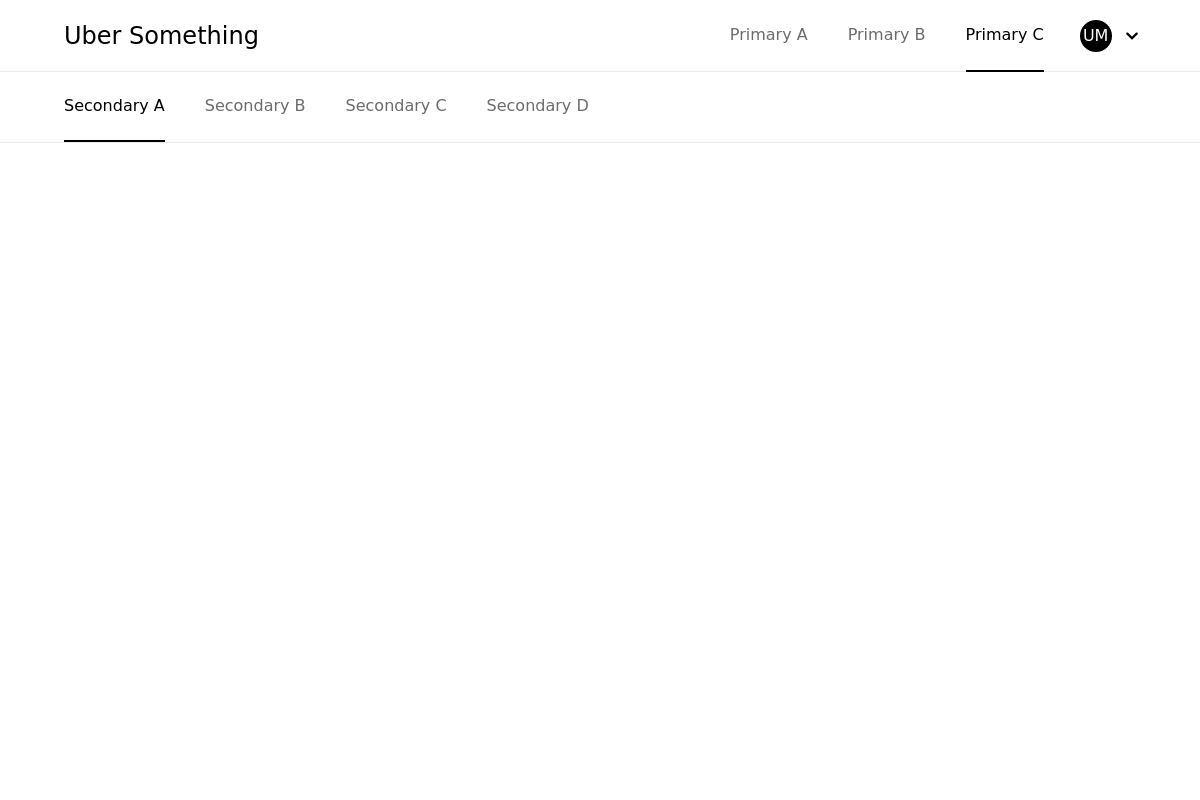 Uber Something
Primary A
Primary B
Primary C
UM
Secondary A
Secondary B
Secondary C
Secondary D